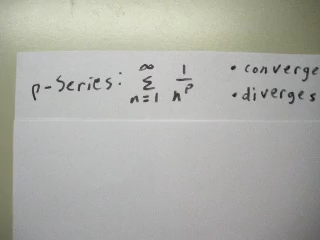 p-Series: ∞ Σ n=1 1/n^p • converge
• diverges